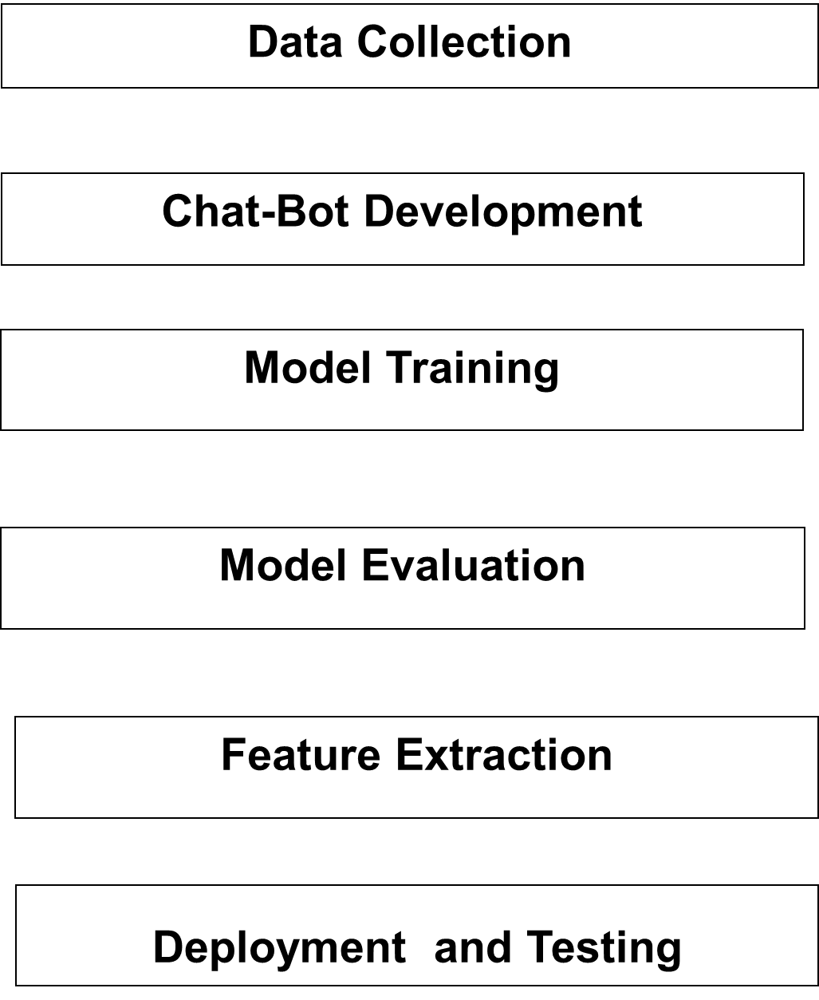 Data Collection
Chat-Bot Development
Model Training
Model Evaluation
Feature Extraction
Deployment  and Testing